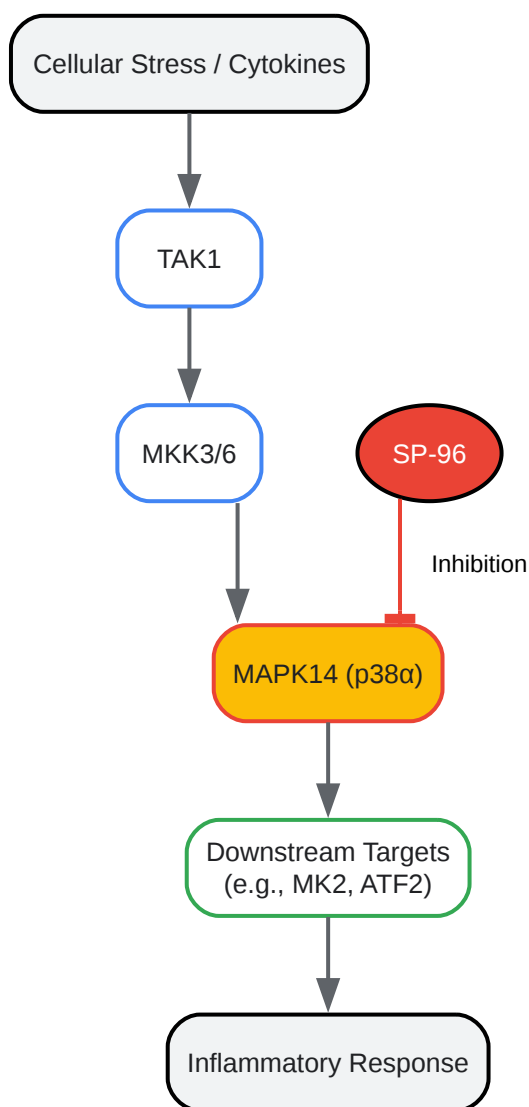 Cellular Stress / Cytokines
TAK1
MKK3/6
SP-96
Inhibition
MAPK14 (p38α)
Downstream Targets
(e.g., MK2, ATF2)
Inflammatory Response